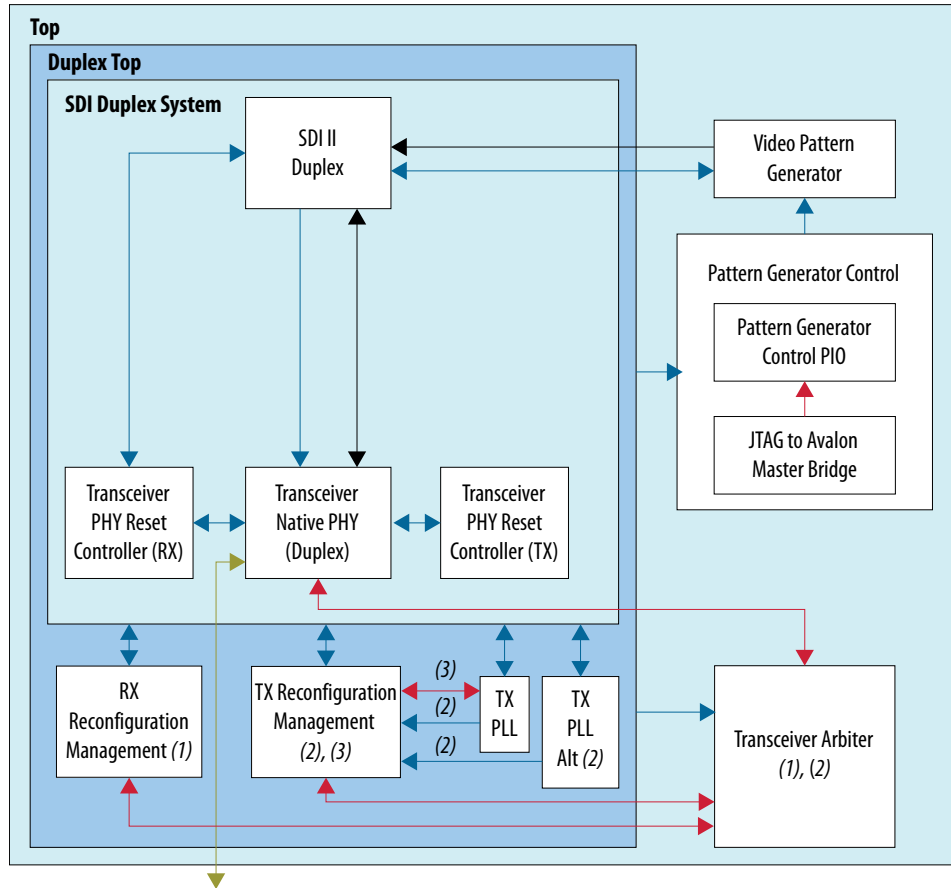 Top
Duplex Top
SDI Duplex System
SDI II
Duplex
Video Pattern
Generator
Pattern Generator Control
Pattern Generator
Control PIO
JTAG to Avalon
Master Bridge
Transceiver
PHY Reset
Controller (RX)
Transceiver
Native PHY
(Duplex)
Transceiver
PHY Reset
Controller (TX)
RX
Reconfiguration
Management (1)
TX Reconfiguration
Management
(2), (3)
(3)
(2)
(2)
TX
PLL
TX
PLL
Alt (2)
Transceiver Arbiter
(1), (2)